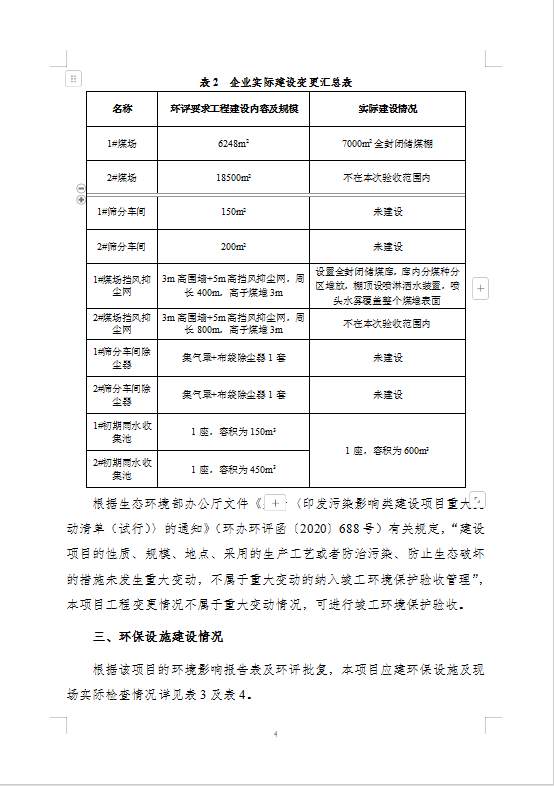 表 2 企业实际建设变更汇总表
名称 环评要求工程建设内容及规模 实际建设情况
1#煤场 6248m² 7000m² 全封闭储煤棚
2#煤场 18500m² 不在本次验收范围内
1#筛分车间 150m² 未建设
2#筛分车间 200m² 未建设
1#煤场挡风抑尘网 3m 高围墙+5m 高挡风抑尘网，周长 400m，高于煤堆 3m 设置全封闭储煤库，库内分煤种分区堆放，棚顶设喷淋洒水装置，喷头水雾覆盖整个煤堆表面
2#煤场挡风抑尘网 3m 高围墙+5m 高挡风抑尘网，周长 800m，高于煤堆 3m 不在本次验收范围内
1#筛分车间除尘器 集气罩+布袋除尘器 1 套 未建设
2#筛分车间除尘器 集气罩+布袋除尘器 1 套 未建设
1#初期雨水收集池 1 座，容积为 150m³ 1 座，容积为 600m³
2#初期雨水收集池 1 座，容积为 450m³
根据生态环境部办公厅文件《 〈印发污染影响类建设项目重大
动清单（试行）〉的通知》（环办环评函〔2020〕688 号）有关规定，“建设
项目的性质、规模、地点、采用的生产工艺或者防治污染、防止生态破坏
的措施未发生重大变动，不属于重大变动的纳入竣工环境保护验收管理”，
本项目工程变更情况不属于重大变动情况，可进行竣工环境保护验收。
三、环保设施建设情况
根据该项目的环境影响报告表及环评批复，本项目应建环保设施及现
场实际检查情况详见表 3 及表 4。
4